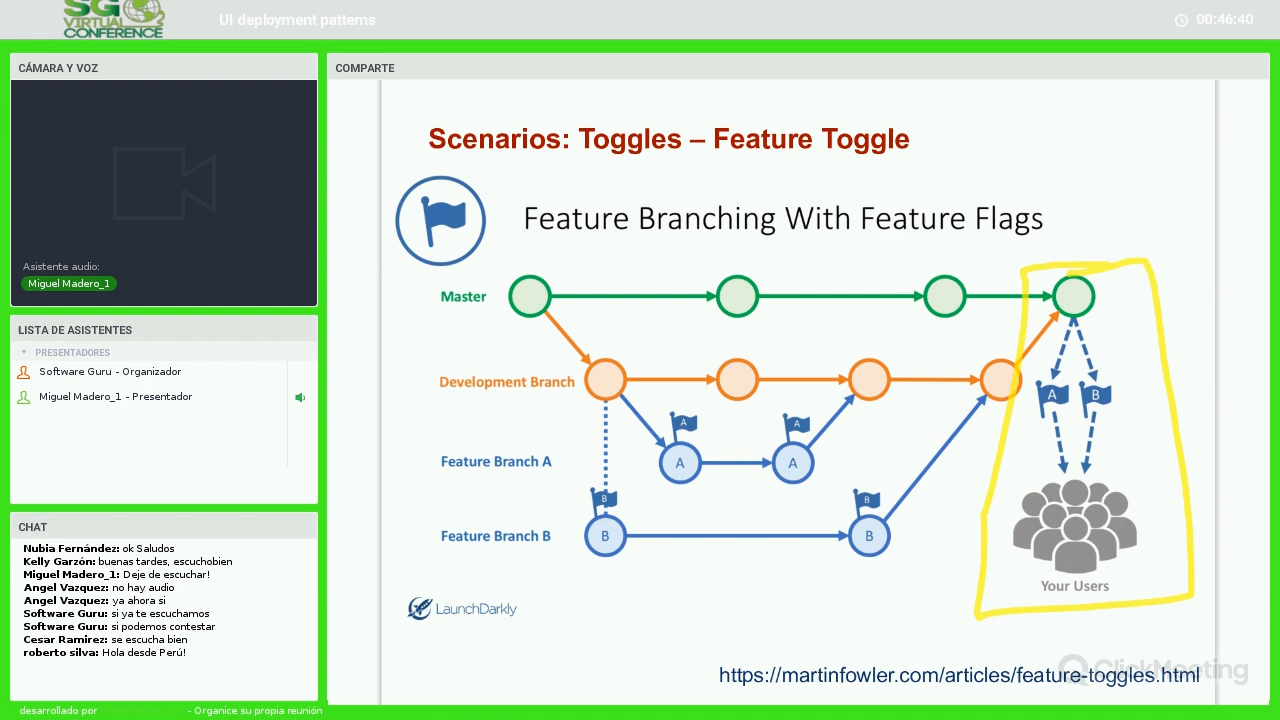 SG
VIRTUAL
CONFERENCE
UI deployment patterns
00:46:40
CÁMARA Y VOZ
Asistente audio:
Miguel Madero_1
LISTA DE ASISTENTES
PRESENTADORES
Software Guru - Organizador
Miguel Madero_1 - Presentador
CHAT
Nubia Fernández: ok Saludos
Kelly Garzón: buenas tardes, escuchobien
Miguel Madero_1: Deje de escuchar!
Angel Vazquez: no hay audio
Angel Vazquez: ya ahora si
Software Guru: si ya te escuchamos
Software Guru: si podemos contestar
Cesar Ramirez: se escucha bien
roberto silva: Hola desde Perú!
desarrollado por - Organice su propia reunión
COMPARTE
Scenarios: Toggles – Feature Toggle
Feature Branching With Feature Flags
Master
Development Branch
A B
A A
Feature Branch A
A A
B B
Feature Branch B
B B
Your Users
LaunchDarkly
https://martinfowler.com/articles/feature-toggles.html
ClickMeeting